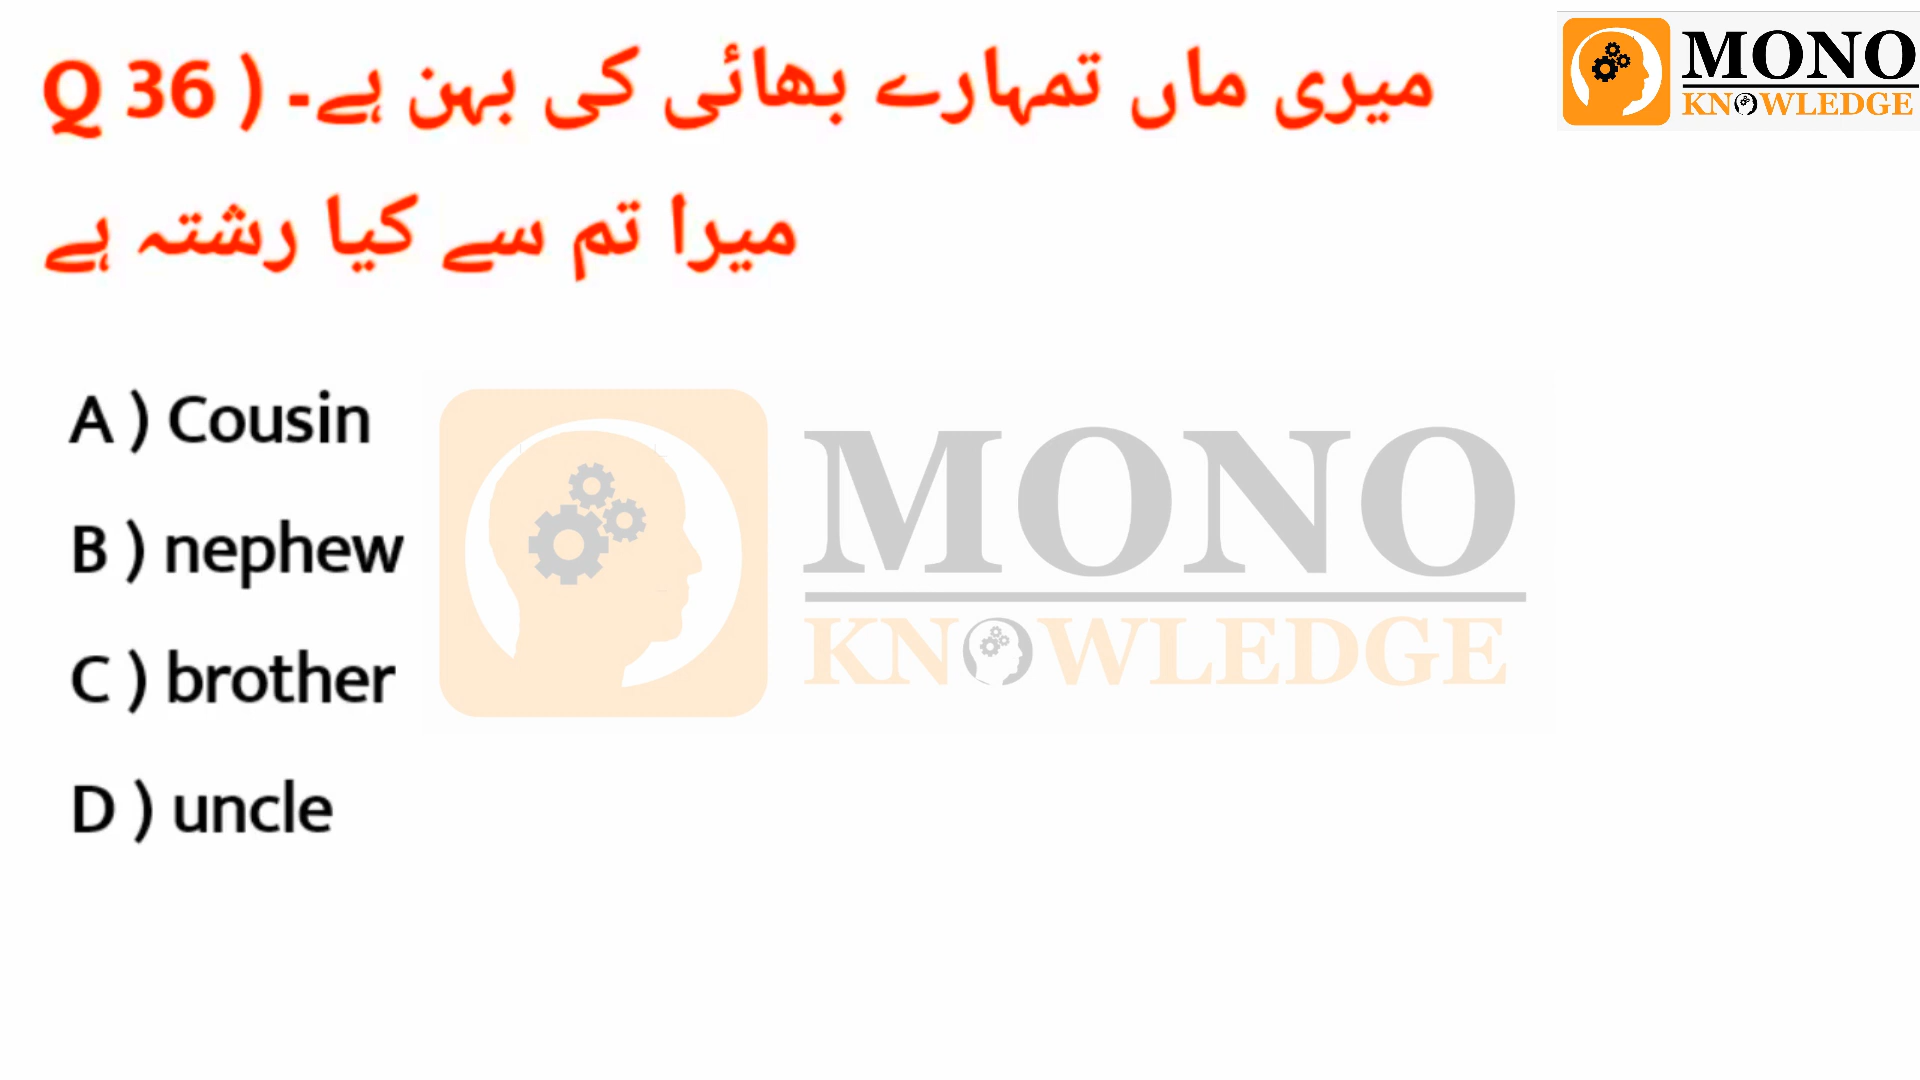 Q 36 ) میری ماں تمہارے بھائی کی بہن ہے۔
میرا تم سے کیا رشتہ ہے
A ) Cousin
B ) nephew
C ) brother
D ) uncle
MONO
KNOWLEDGE
MONO
KNOWLEDGE